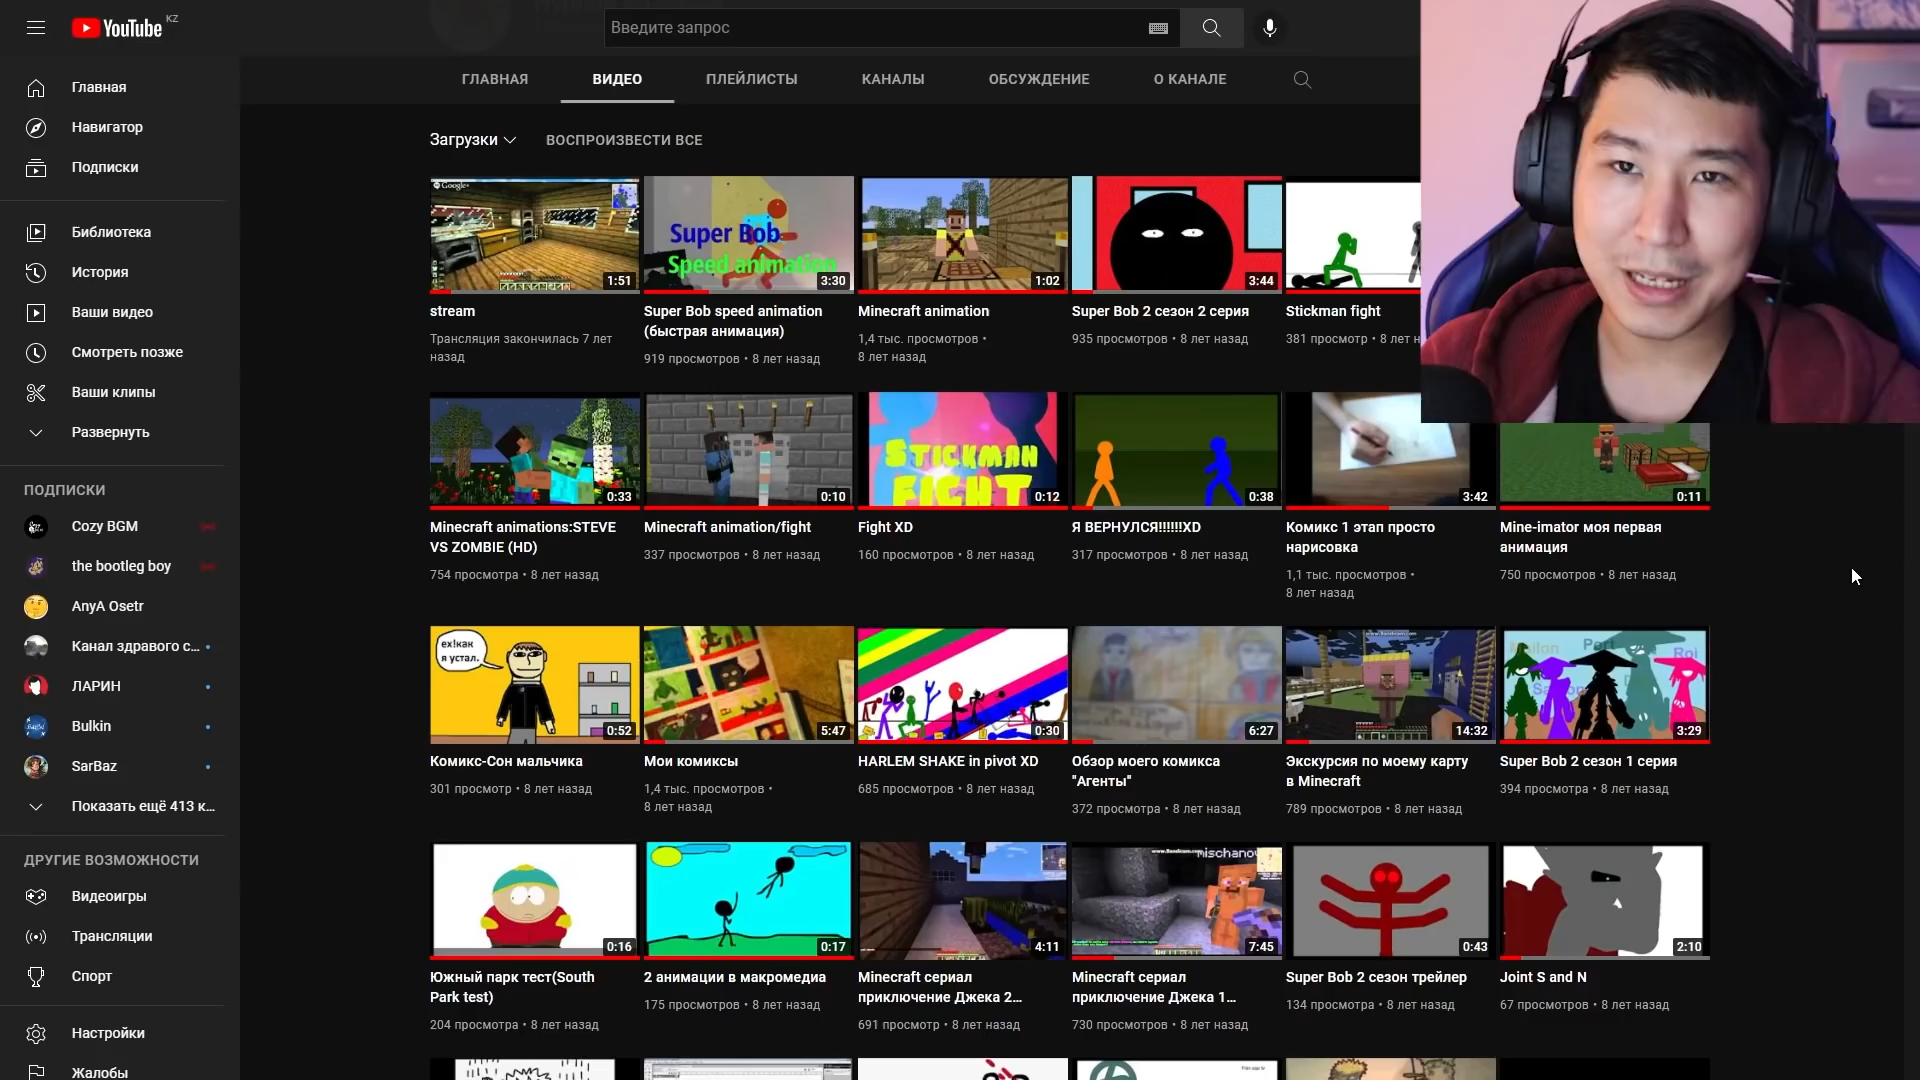 YouTube KZ
Введите запрос
ГЛАВНАЯ ВИДЕО ПЛЕЙЛИСТЫ КАНАЛЫ ОБСУЖДЕНИЕ О КАНАЛЕ
Загрузки ВОСПРОИЗВЕСТИ ВСЕ
Главная
Навигатор
Подписки
Библиотека
История
Ваши видео
Смотреть позже
Ваши клипы
Развернуть
ПОДПИСКИ
Cozy BGM
the bootleg boy
AnyA Osetr
Канал здравого с...
ЛАРИН
Bulkin
SarBaz
Показать ещё 413 к...
ДРУГИЕ ВОЗМОЖНОСТИ
Видеоигры
Трансляции
Спорт
Настройки
Жалобы
Google+
1:51
stream
Трансляция закончилась 7 лет
назад
Super Bob
Speed animation
3:30
Super Bob speed animation
(быстрая анимация)
919 просмотров • 8 лет назад
1:02
Minecraft animation
1,4 тыс. просмотров •
8 лет назад
3:44
Super Bob 2 сезон 2 серия
935 просмотров • 8 лет назад
Stickman fight
381 просмотр • 8 лет н
0:33
Minecraft animations:STEVE
VS ZOMBIE (HD)
754 просмотра • 8 лет назад
0:10
Minecraft animation/fight
337 просмотров • 8 лет назад
STICKMAN
FIGHT
0:12
Fight XD
160 просмотров • 8 лет назад
0:38
Я ВЕРНУЛСЯ!!!!!!XD
317 просмотров • 8 лет назад
3:42
Комикс 1 этап просто
нарисовка
1,1 тыс. просмотров •
8 лет назад
0:11
Mine-imator моя первая
анимация
750 просмотров • 8 лет назад
ех!как
я устал.
0:52
Комикс-Сон мальчика
301 просмотр • 8 лет назад
5:47
Мои комиксы
1,4 тыс. просмотров •
8 лет назад
0:30
HARLEM SHAKE in pivot XD
685 просмотров • 8 лет назад
6:27
Обзор моего комикса
"Агенты"
372 просмотра • 8 лет назад
www.Bandicam.com
14:32
Экскурсия по моему карту
в Minecraft
789 просмотров • 8 лет назад
Port
Roi
3:29
Super Bob 2 сезон 1 серия
394 просмотра • 8 лет назад
0:16
Южный парк тест(South
Park test)
204 просмотра • 8 лет назад
0:17
2 анимации в макромедиа
175 просмотров • 8 лет назад
4:11
Minecraft сериал
приключение Джека 2...
691 просмотр • 8 лет назад
www.Bandicam.com
mischanov
7:45
Minecraft сериал
приключение Джека 1...
730 просмотров • 8 лет назад
0:43
Super Bob 2 сезон трейлер
134 просмотра • 8 лет назад
2:10
Joint S and N
67 просмотров • 8 лет назад